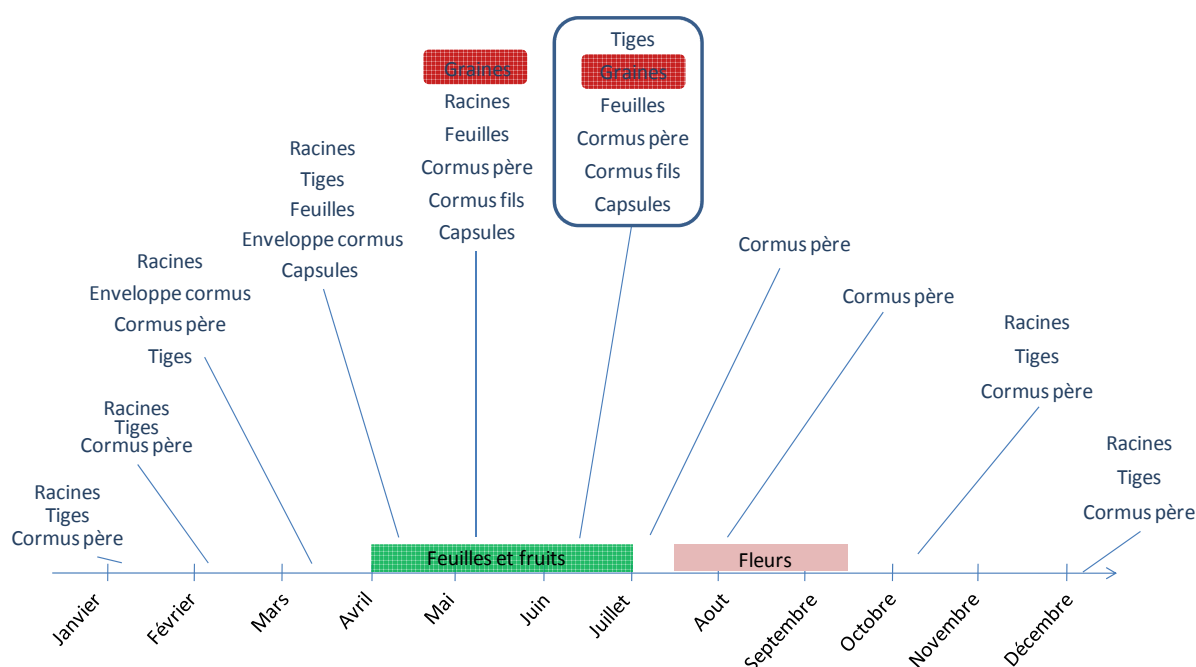 Racines
Tiges
Cormus père
Racines
Tiges
Cormus père
Racines
Enveloppe cormus
Cormus père
Tiges
Racines
Tiges
Feuilles
Enveloppe cormus
Capsules
Graines
Racines
Feuilles
Cormus père
Cormus fils
Capsules
Tiges
Graines
Feuilles
Cormus père
Cormus fils
Capsules
Cormus père
Cormus père
Racines
Tiges
Cormus père
Racines
Tiges
Cormus père
Feuilles et fruits
Fleurs
Janvier
Février
Mars
Avril
Mai
Juin
Juillet
Aout
Septembre
Octobre
Novembre
Décembre